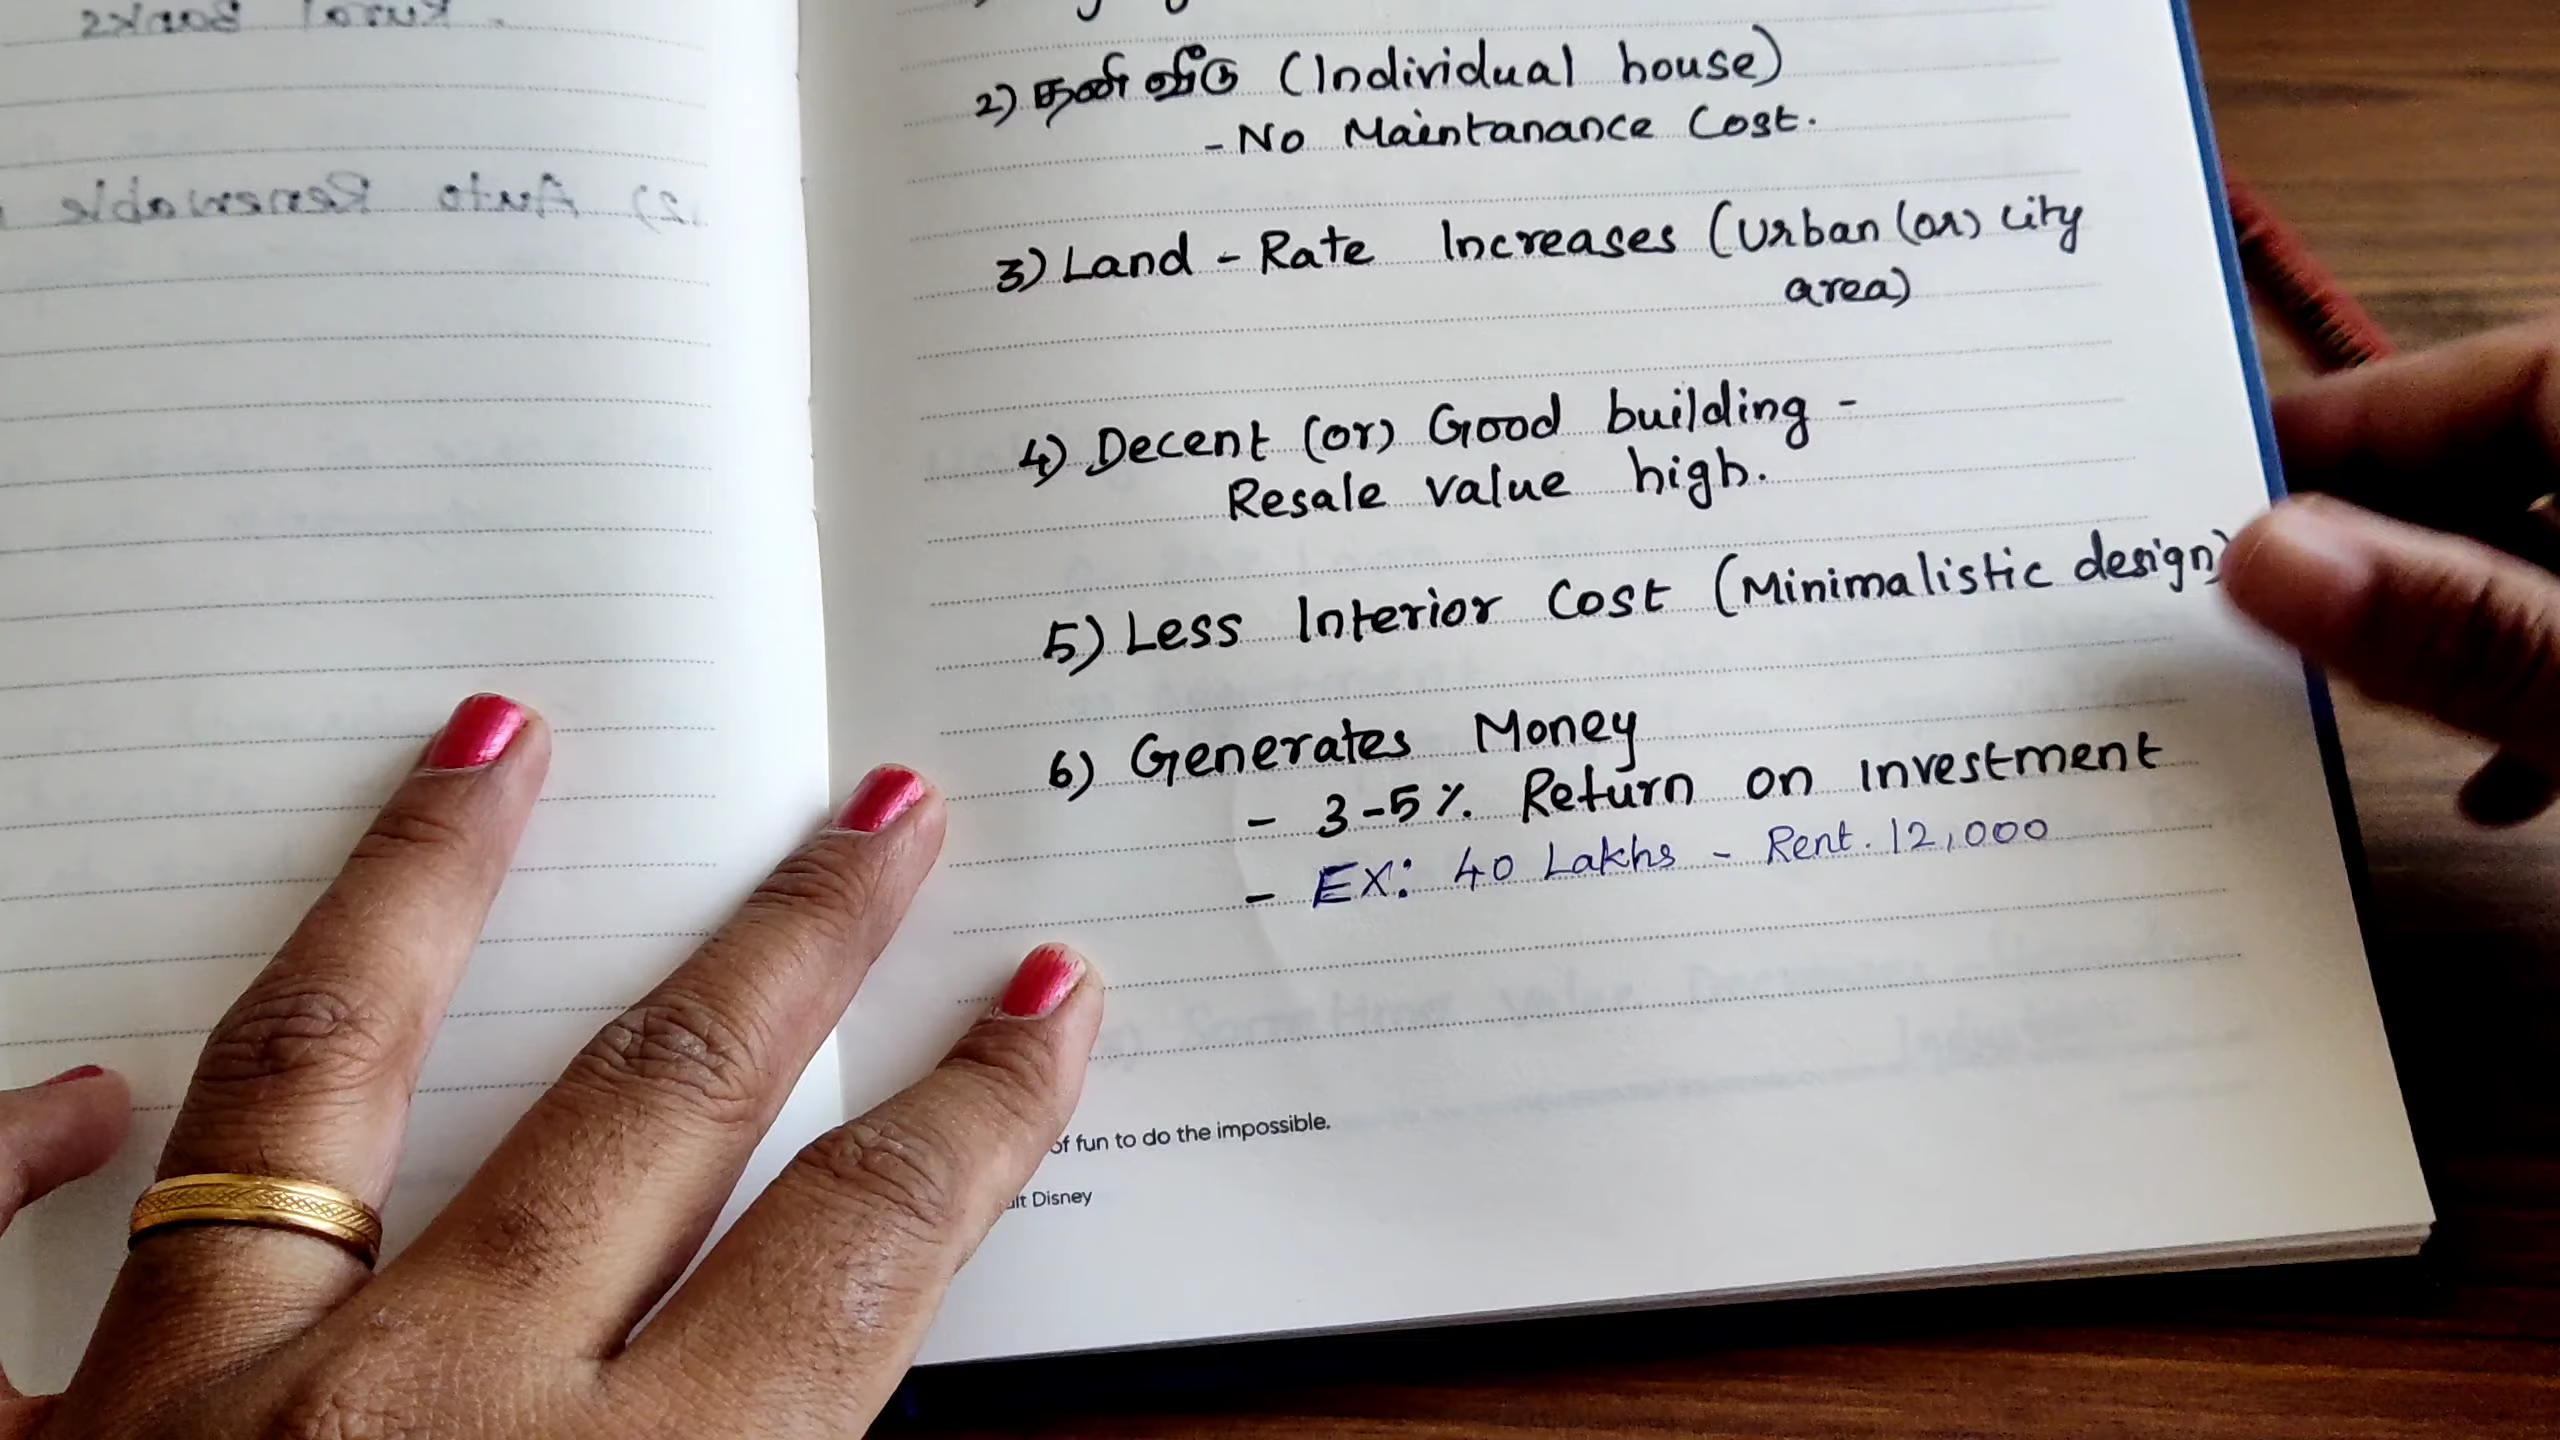 2) தனி வீடு (Individual house)
- No Maintanance Cost.
3) Land - Rate Increases (Urban (or) city
area)
4) Decent (or) Good building -
Resale value high.
5) Less Interior Cost (Minimalistic design)
6) Generates Money
- 3-5% Return on investment
- EX: 40 Lakhs - Rent. 12,000
of fun to do the impossible.
Disney